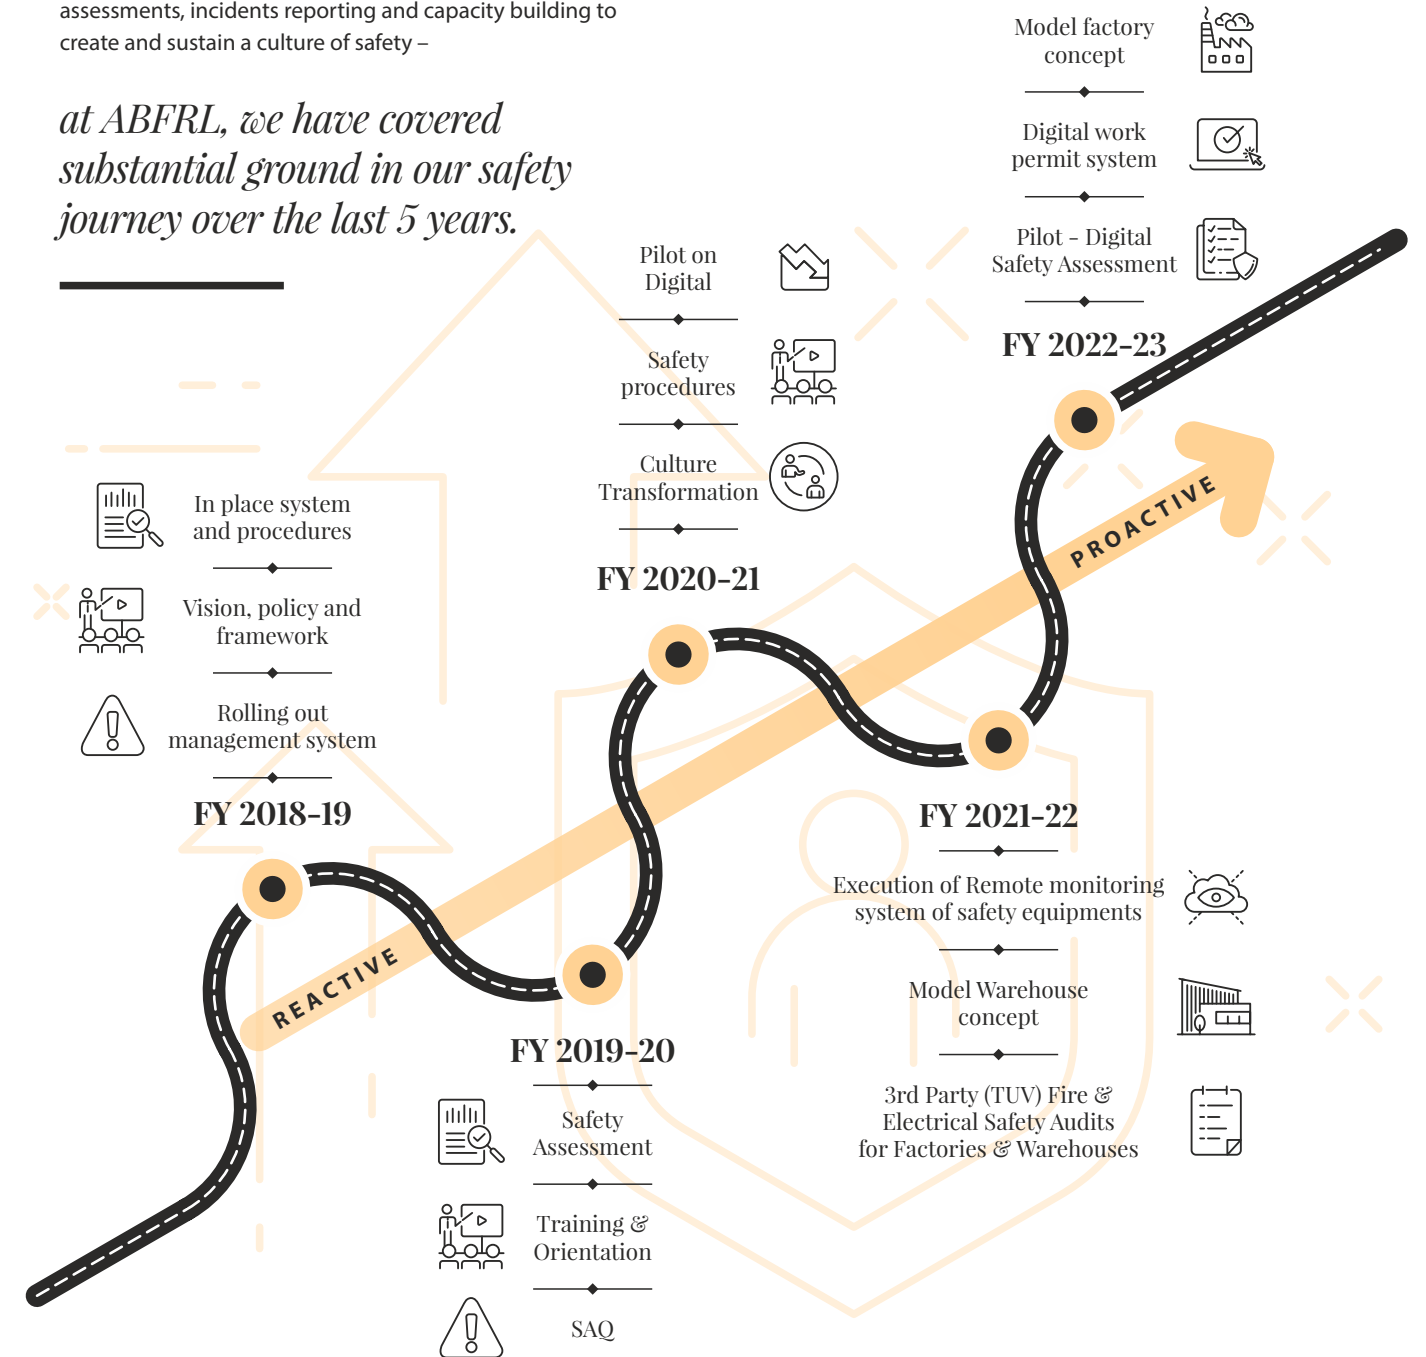 assessments, incidents reporting and capacity building to
create and sustain a culture of safety –
at ABFRL, we have covered
substantial ground in our safety
journey over the last 5 years.
In place system
and procedures
Vision, policy and
framework
Rolling out
management system
FY 2018-19
REACTIVE
FY 2019-20
Safety
Assessment
Training &
Orientation
SAQ
Pilot on
Digital
Safety
procedures
Culture
Transformation
FY 2020-21
FY 2021-22
Execution of Remote monitoring
system of safety equipments
Model Warehouse
concept
3rd Party (TUV) Fire &
Electrical Safety Audits
for Factories & Warehouses
Model factory
concept
Digital work
permit system
Pilot - Digital
Safety Assessment
FY 2022-23
PROACTIVE